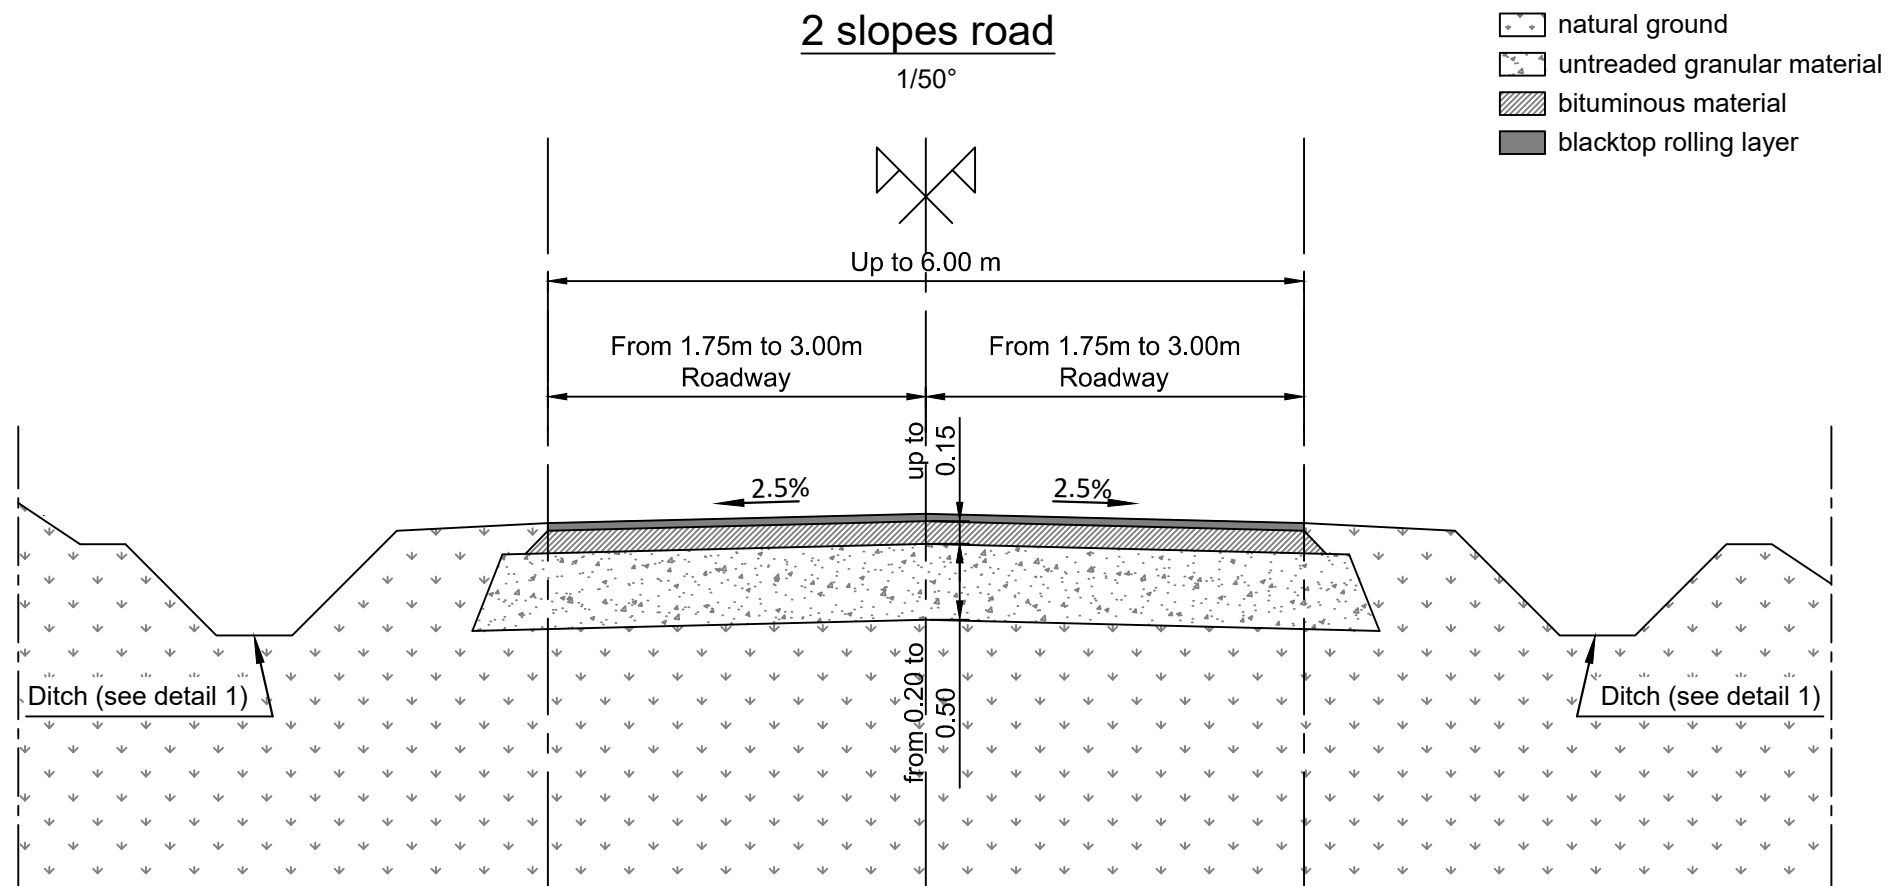 2 slopes road
1/50°
natural ground
untreaded granular material
bituminous material
blacktop rolling layer
Up to 6.00 m
From 1.75m to 3.00m
Roadway
From 1.75m to 3.00m
Roadway
up to
0.15
2.5%
2.5%
from 0.20 to
0.50
Ditch (see detail 1)
Ditch (see detail 1)